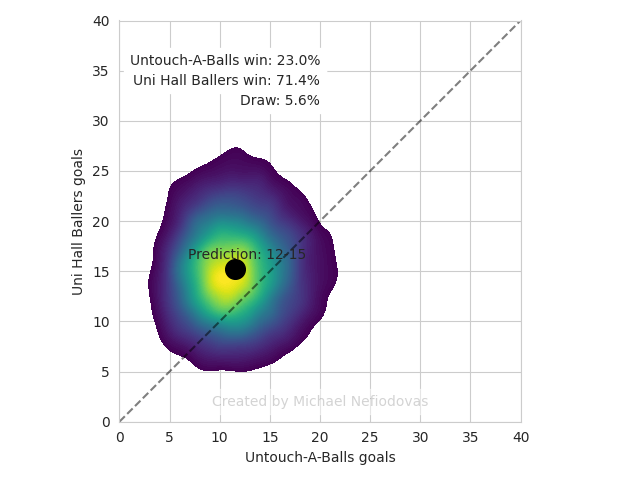 40
35
30
25
20
15
10
5
0
Uni Hall Ballers goals
Untouch-A-Balls win: 23.0%
Uni Hall Ballers win: 71.4%
Draw: 5.6%
Prediction: 12-15
Created by Michael Nefiodovas
0 5 10 15 20 25 30 35 40
Untouch-A-Balls goals